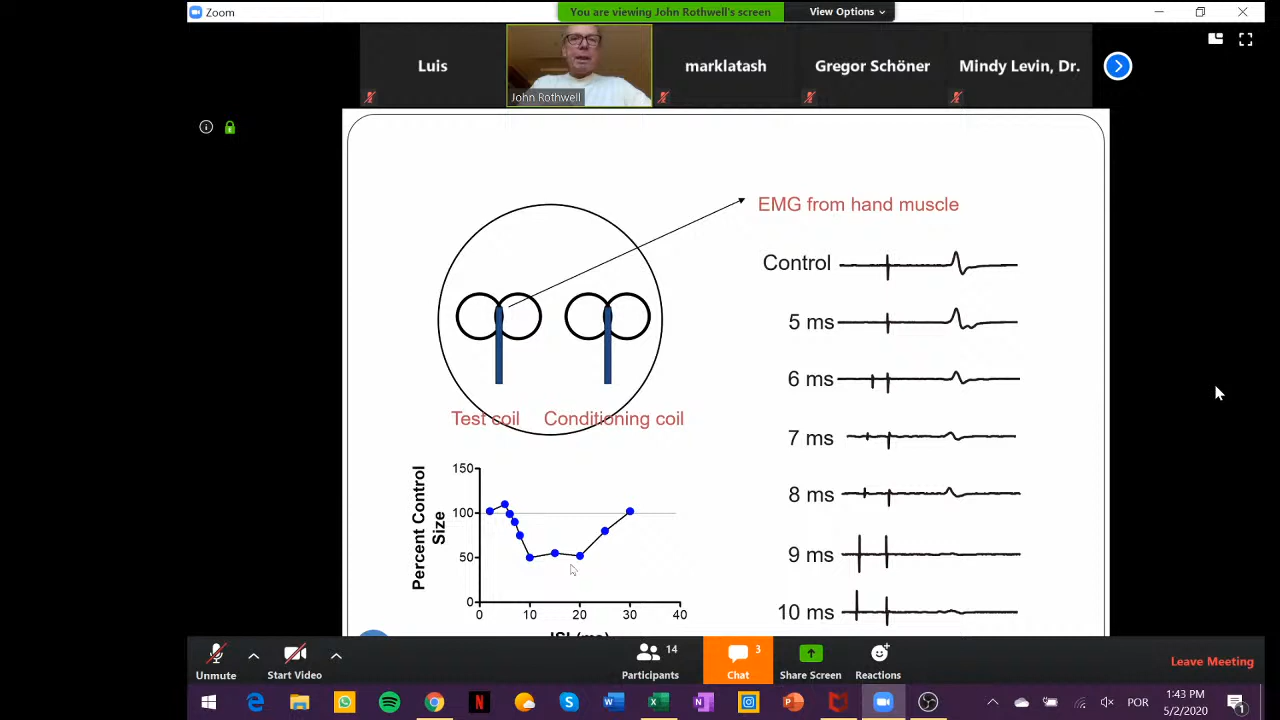 Zoom
You are viewing John Rothwell's screen
View Options
Luis
John Rothwell
marklatash
Gregor Schöner
Mindy Levin, Dr.
EMG from hand muscle
Control
5 ms
6 ms
7 ms
8 ms
9 ms
10 ms
Test coil
Conditioning coil
Percent Control
Size
150
100
50
0
0 10 20 30 40
Unmute
Start Video
Participants
14
Chat
3
Share Screen
Reactions
Leave Meeting
POR
1:43 PM
5/2/2020
1